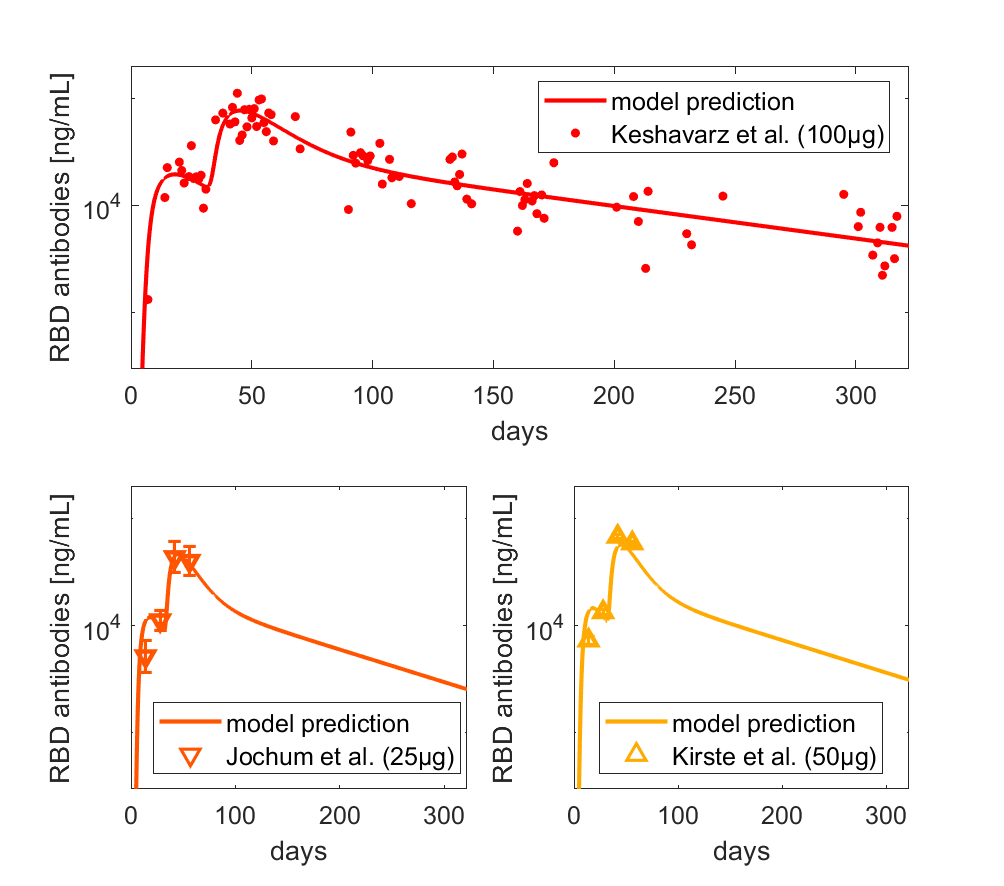 RBD antibodies [ng/mL]
10^4
model prediction
Keshavarz et al. (100µg)
0 50 100 150 200 250 300
days
RBD antibodies [ng/mL]
10^4
model prediction
Jochum et al. (25µg)
0 100 200 300
days
RBD antibodies [ng/mL]
10^4
model prediction
Kirste et al. (50µg)
0 100 200 300
days